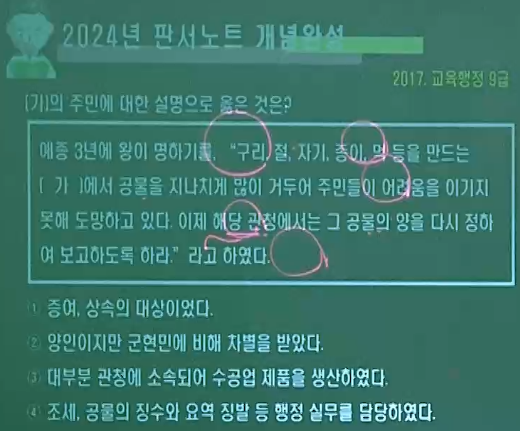 2024년 판서노트 개념완성
2017. 교육행정 9급
(가)의 주민에 대한 설명으로 옳은 것은?
예종 3년에 왕이 명하기를, "구리, 철, 자기, 종이, 먹 등을 만드는
( 가 )에서 공물을 지나치게 많이 거두어 주민들이 어려움을 이기지
못해 도망하고 있다. 이제 해당 관청에서는 그 공물의 양을 다시 정하
여 보고하도록 하라." 라고 하였다.
① 증여, 상속의 대상이었다.
② 양인이지만 군현민에 비해 차별을 받았다.
③ 대부분 관청에 소속되어 수공업 제품을 생산하였다.
④ 조세, 공물의 징수와 요역 징발 등 행정 실무를 담당하였다.